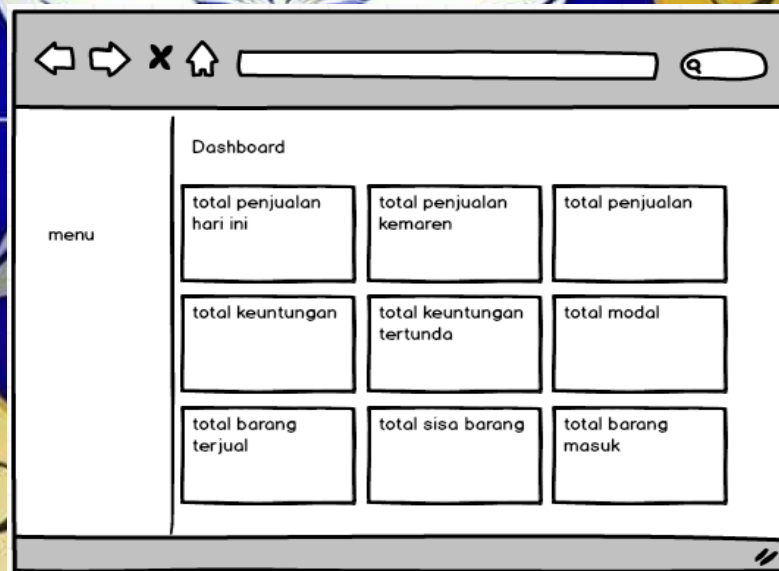 Dashboard
menu
total penjualan
hari ini
total penjualan
kemaren
total penjualan
total keuntungan
total keuntungan
tertunda
total modal
total barang
terjual
total sisa barang
total barang
masuk